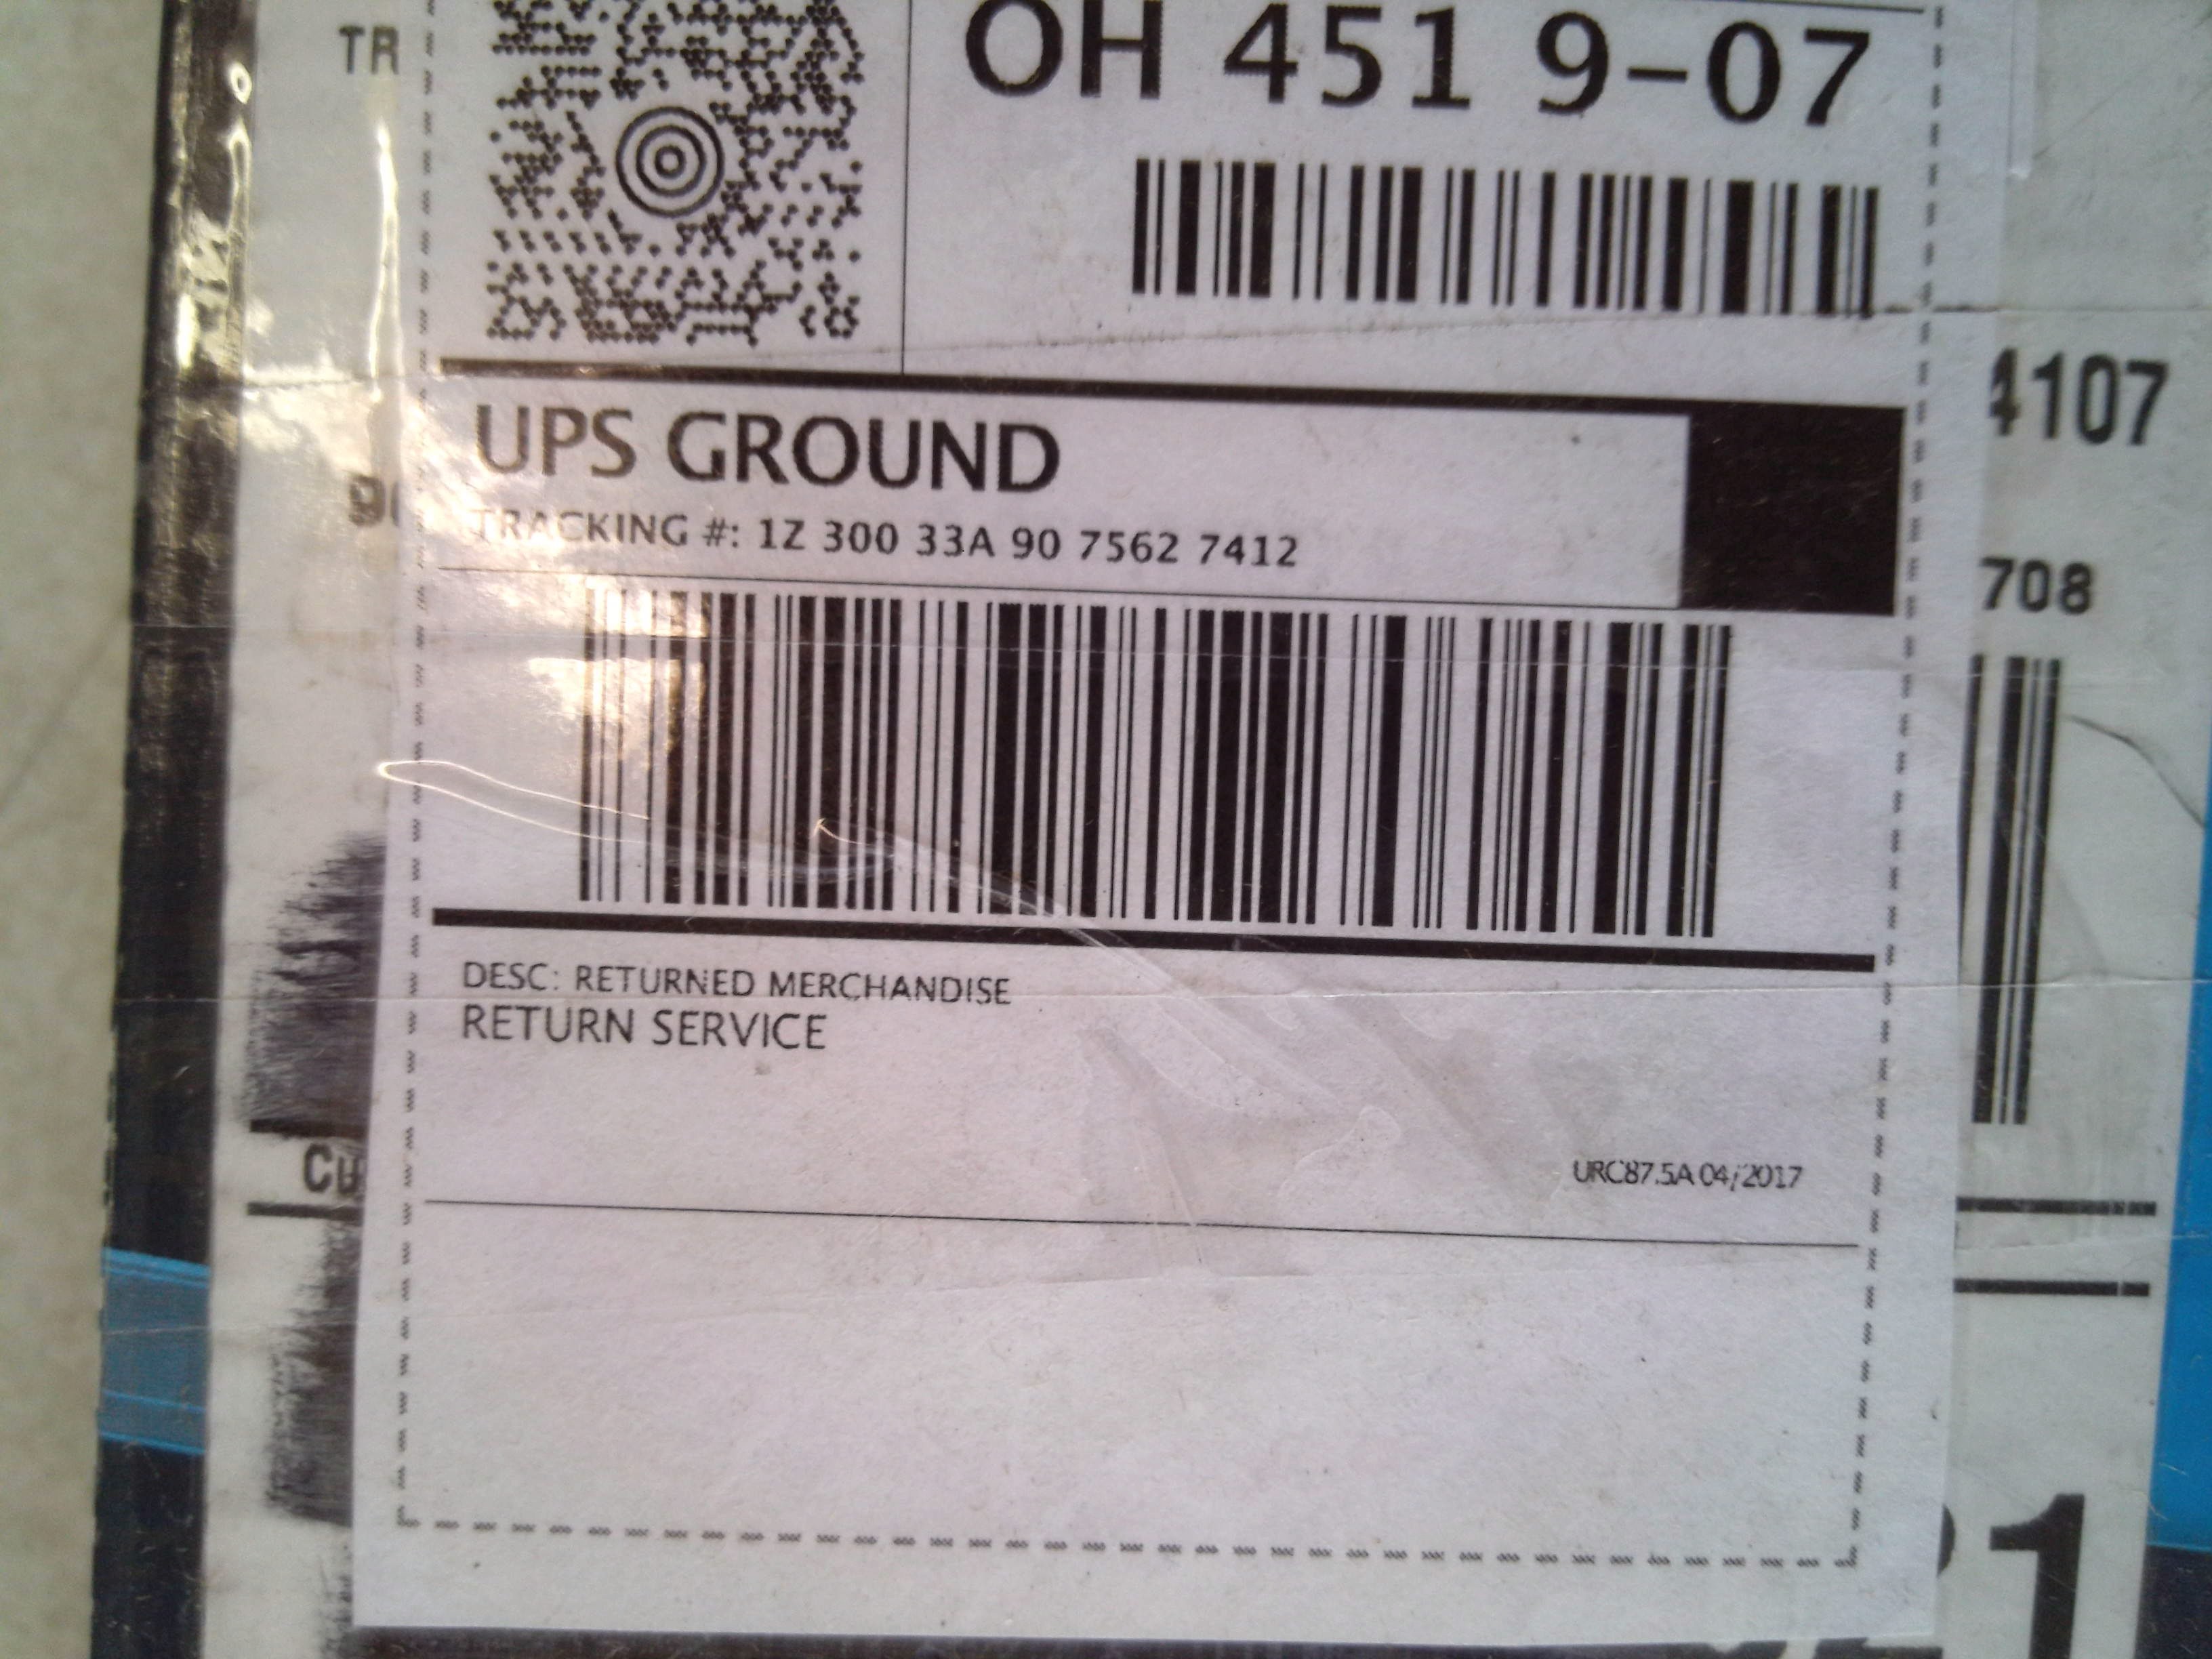 TR
OH 451 9-07
4107
UPS GROUND
TRACKING #: 1Z 300 33A 90 7562 7412
708
DESC: RETURNED MERCHANDISE
RETURN SERVICE
URC87.5A 04/2017
1